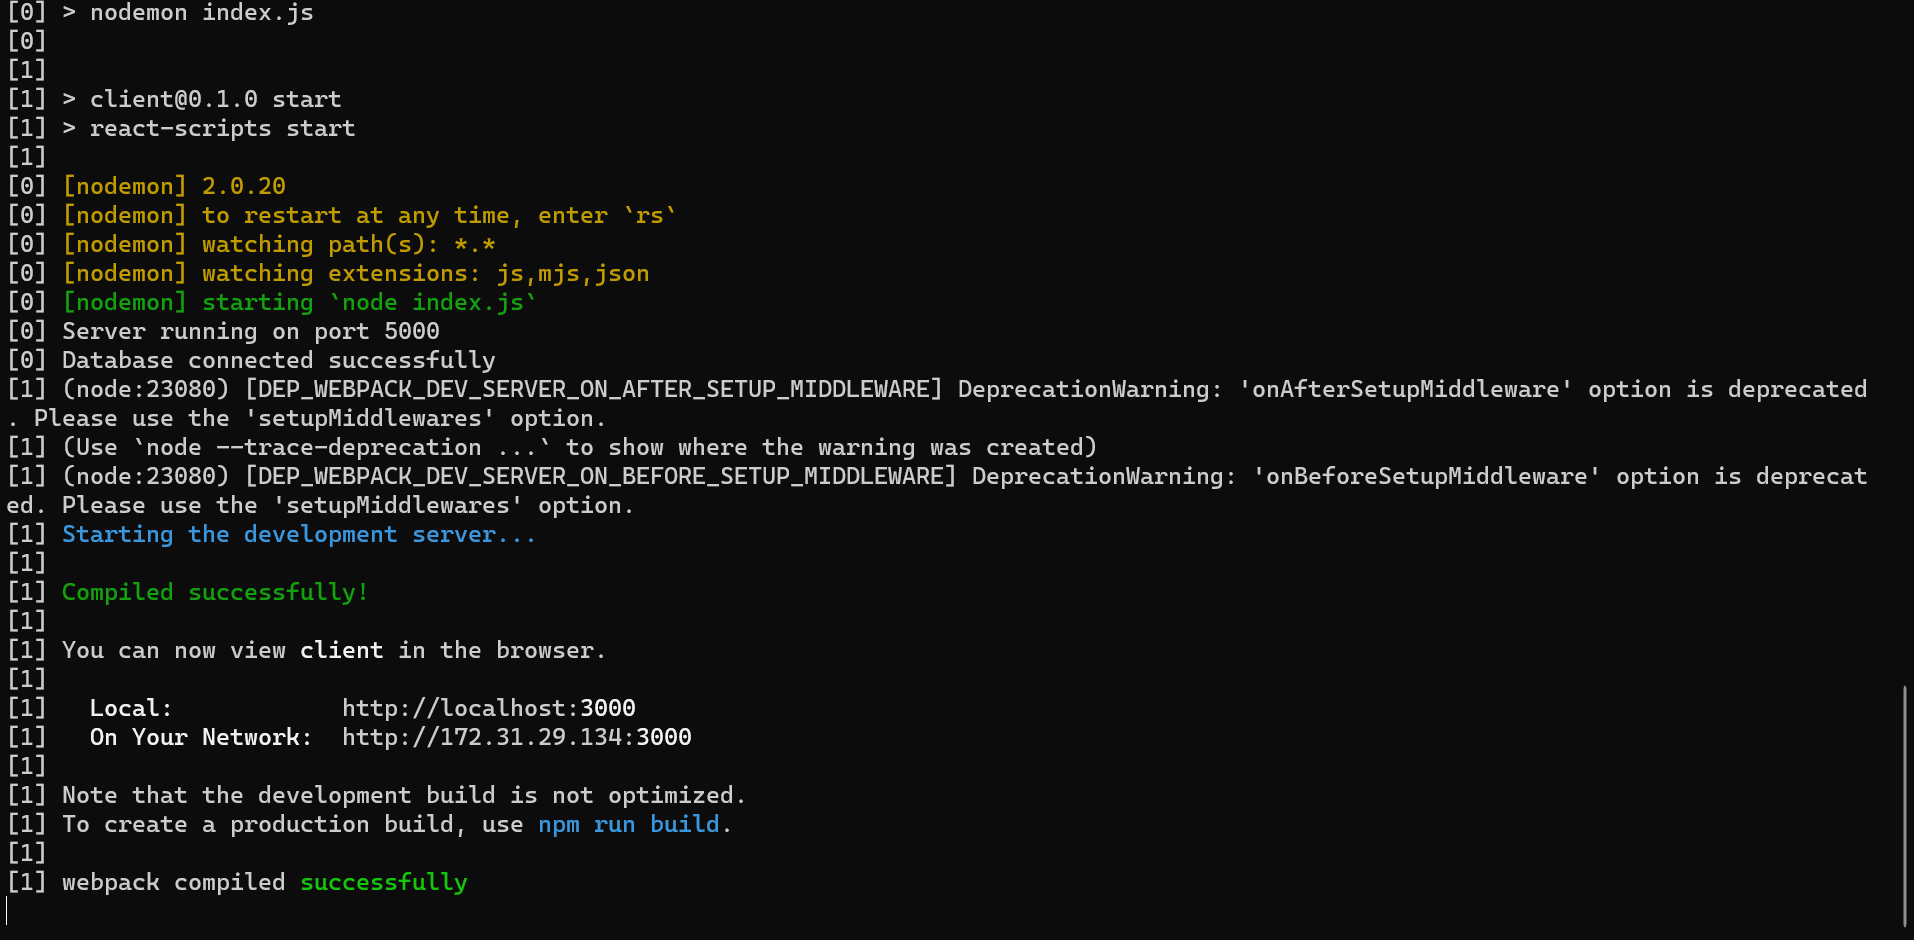 [0] > nodemon index.js
[0]
[1]
[1] > client@0.1.0 start
[1] > react-scripts start
[1]
[0] [nodemon] 2.0.20
[0] [nodemon] to restart at any time, enter `rs`
[0] [nodemon] watching path(s): *.*
[0] [nodemon] watching extensions: js,mjs,json
[0] [nodemon] starting `node index.js`
[0] Server running on port 5000
[0] Database connected successfully
[1] (node:23080) [DEP_WEBPACK_DEV_SERVER_ON_AFTER_SETUP_MIDDLEWARE] DeprecationWarning: 'onAfterSetupMiddleware' option is deprecated
. Please use the 'setupMiddlewares' option.
[1] (Use `node --trace-deprecation ...` to show where the warning was created)
[1] (node:23080) [DEP_WEBPACK_DEV_SERVER_ON_BEFORE_SETUP_MIDDLEWARE] DeprecationWarning: 'onBeforeSetupMiddleware' option is deprecat
ed. Please use the 'setupMiddlewares' option.
[1] Starting the development server...
[1]
[1] Compiled successfully!
[1]
[1] You can now view client in the browser.
[1]
[1]   Local:            http://localhost:3000
[1]   On Your Network:  http://172.31.29.134:3000
[1]
[1] Note that the development build is not optimized.
[1] To create a production build, use npm run build.
[1]
[1] webpack compiled successfully